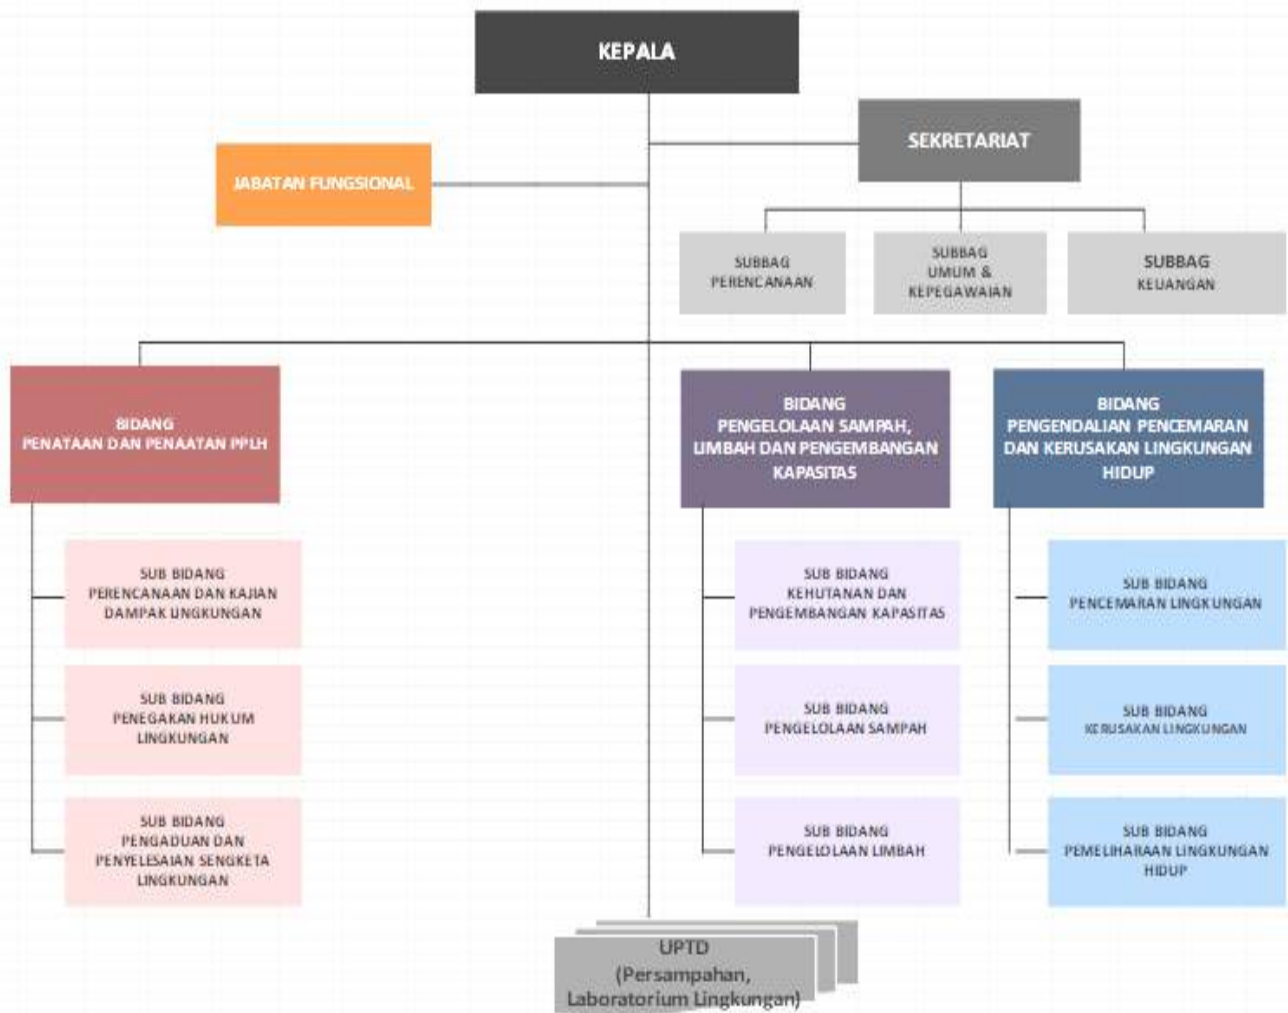 KEPALA
SEKRETARIAT
JABATAN FUNGSIONAL
SUBBAG
PERENCANAAN
SUBBAG
UMUM &
KEPEGAWAIAN
SUBBAG
KEUANGAN
BIDANG
PENATAAN DAN PENAATAN PPLH
BIDANG
PENGELOLAAN SAMPAH,
LIMBAH DAN PENGEMBANGAN
KAPASITAS
BIDANG
PENGENDALIAN PENCEMARAN
DAN KERUSAKAN LINGKUNGAN
HIDUP
SUB BIDANG
PERENCANAAN DAN KAJIAN
DAMPAK LINGKUNGAN
SUB BIDANG
PENEGAKAN HUKUM
LINGKUNGAN
SUB BIDANG
PENGADUAN DAN
PENYELESAIAN SENGKETA
LINGKUNGAN
SUB BIDANG
KEHUTANAN DAN
PENGEMBANGAN KAPASITAS
SUB BIDANG
PENGELOLAAN SAMPAH
SUB BIDANG
PENGELOLAAN LIMBAH
SUB BIDANG
PENCEMARAN LINGKUNGAN
SUB BIDANG
KERUSAKAN LINGKUNGAN
SUB BIDANG
PEMELIHARAAN LINGKUNGAN
HIDUP
UPTD
(Persampahan,
Laboratorium Lingkungan)